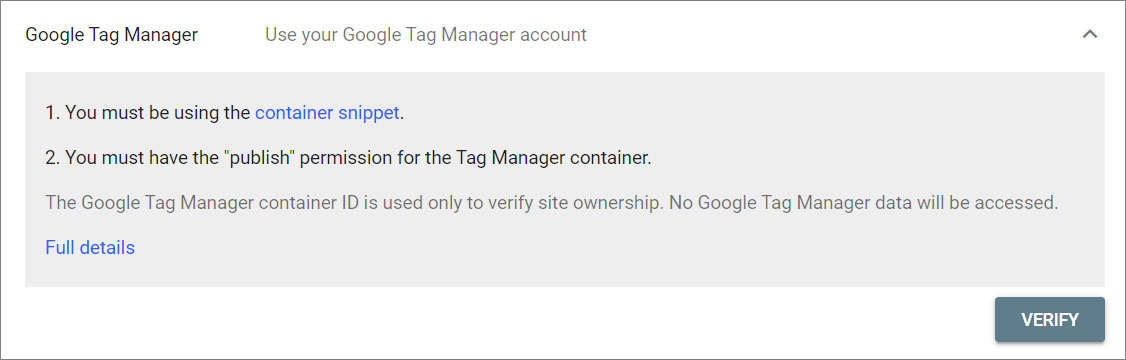 Google Tag Manager Use your Google Tag Manager account
1. You must be using the container snippet.
2. You must have the "publish" permission for the Tag Manager container.
The Google Tag Manager container ID is used only to verify site ownership. No Google Tag Manager data will be accessed.
Full details
VERIFY